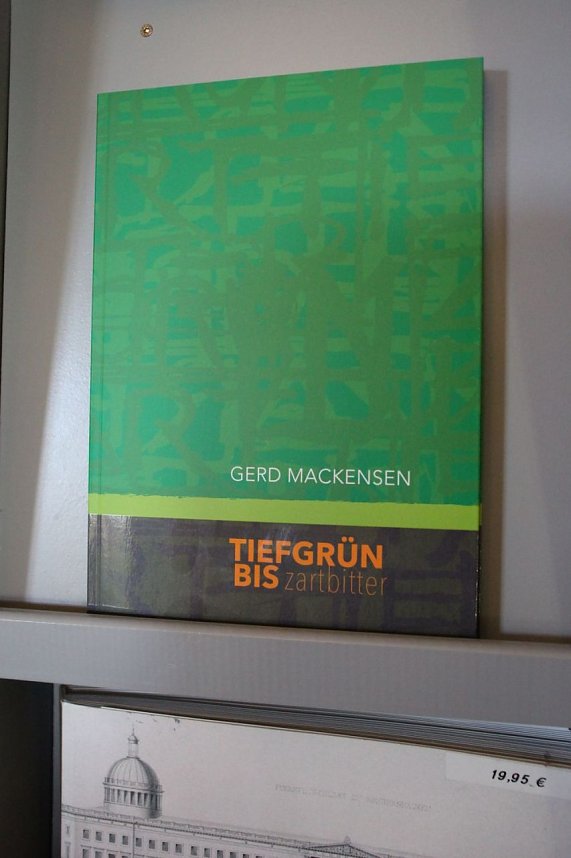 GERD MACKENSEN
TIEFGRÜN
BIS zartbitter
19,95 €